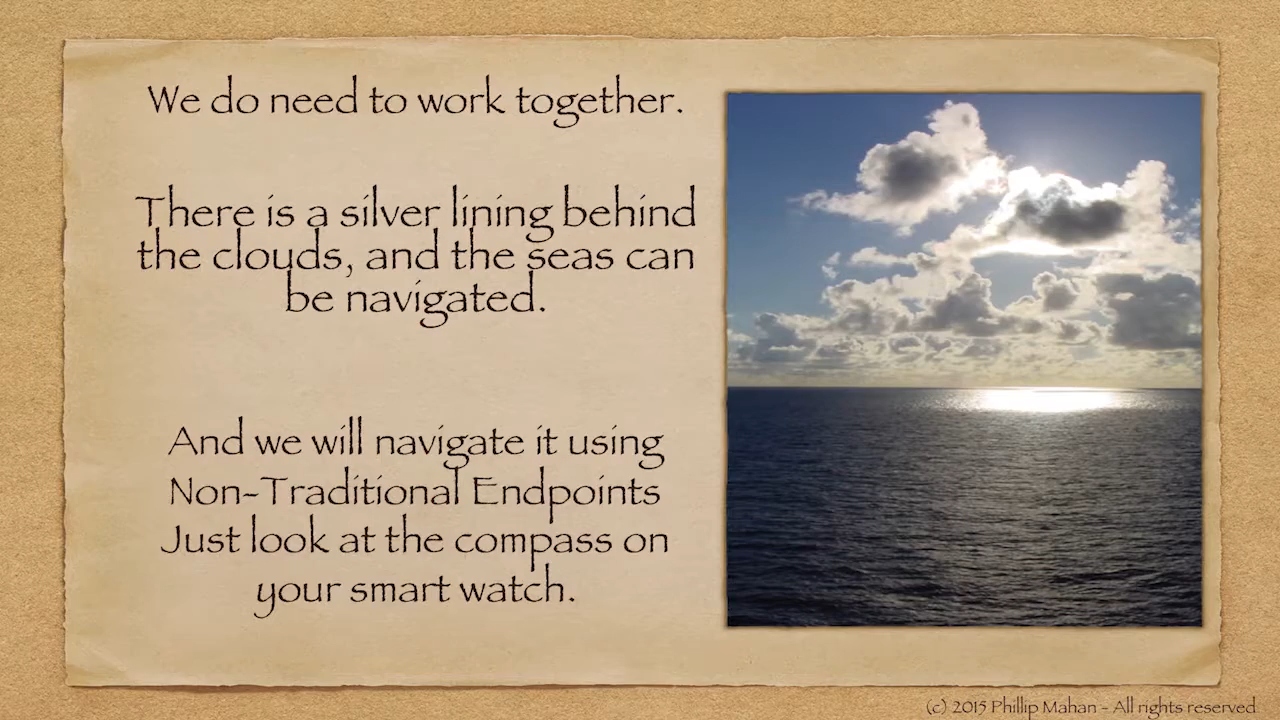 We do need to work together.
There is a silver lining behind
the clouds, and the seas can
be navigated.
And we will navigate it using
Non-Traditional Endpoints
Just look at the compass on
your smart watch.
(c) 2015 Phillip Mahan - All rights reserved.